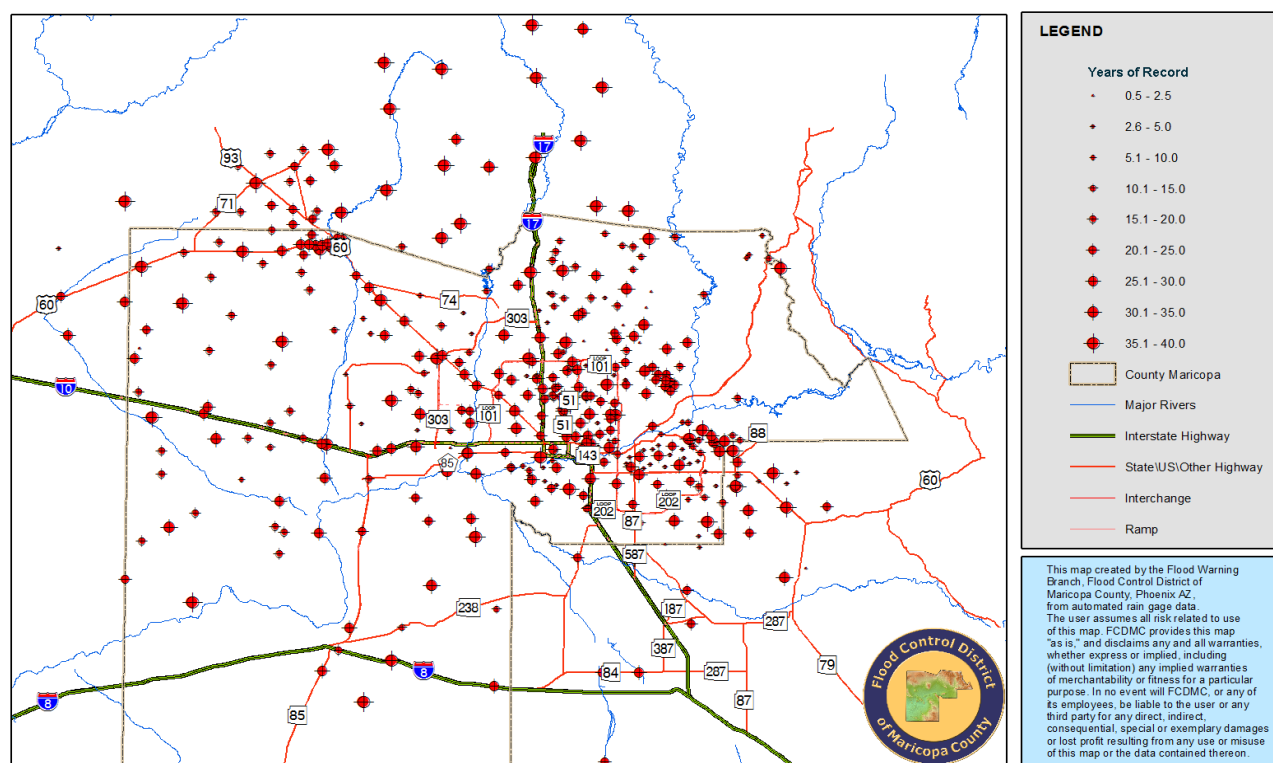 17
93
71
17
60
60
74
303
LOOP
101
10
51
303
LOOP
101
51
88
143
85
60
LOOP
202
LOOP
202
87
587
238
187
287
387
79
8
84
287
8
85
87
Flood Control District
of Maricopa County
LEGEND
Years of Record
0.5 - 2.5
2.6 - 5.0
5.1 - 10.0
10.1 - 15.0
15.1 - 20.0
20.1 - 25.0
25.1 - 30.0
30.1 - 35.0
35.1 - 40.0
County Maricopa
Major Rivers
Interstate Highway
State\US\Other Highway
Interchange
Ramp
This map created by the Flood Warning
Branch, Flood Control District of
Maricopa County, Phoenix AZ,
from automated rain gage data.
The user assumes all risk related to use
of this map. FCDMC provides this map
"as is," and disclaims any and all warranties,
whether express or implied, including
(without limitation) any implied warranties
of merchantability or fitness for a particular
purpose. In no event will FCDMC, or any of
its employees, be liable to the user or any
third party for any direct, indirect,
consequential, special or exemplary damages
or lost profit resulting from any use or misuse
of this map or the data contained thereon.